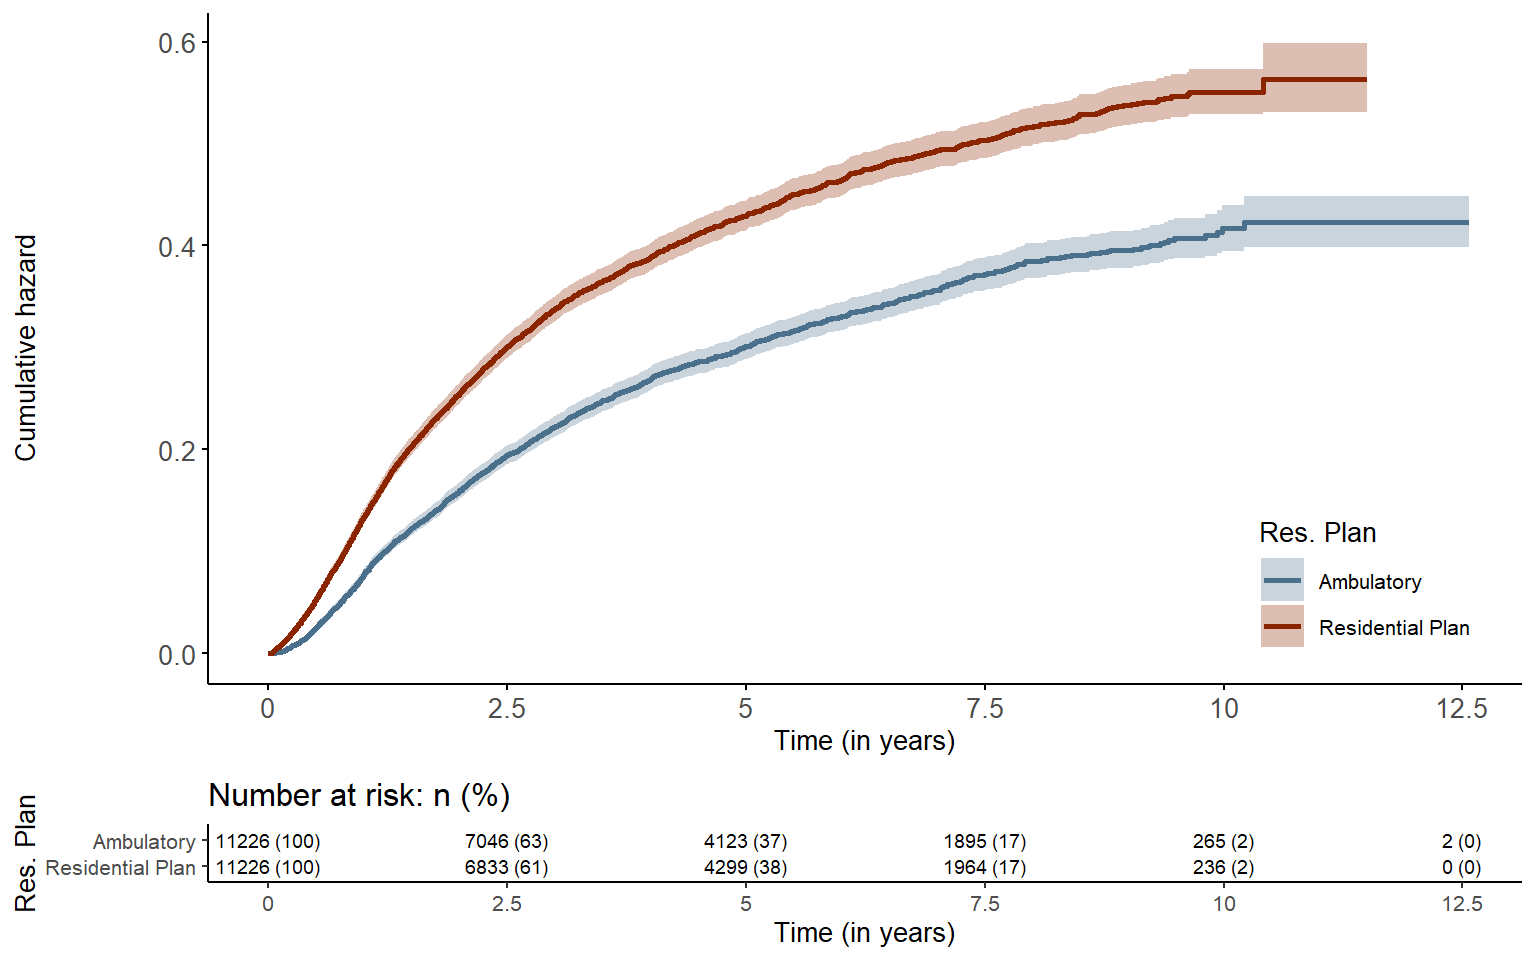 Cumulative hazard
0.6
0.4
0.2
0.0
Res. Plan
Ambulatory
Residential Plan
0 2.5 5 7.5 10 12.5
Time (in years)
Number at risk: n (%)
Res. Plan
Ambulatory 11226 (100) 7046 (63) 4123 (37) 1895 (17) 265 (2) 2 (0)
Residential Plan 11226 (100) 6833 (61) 4299 (38) 1964 (17) 236 (2) 0 (0)
0 2.5 5 7.5 10 12.5
Time (in years)